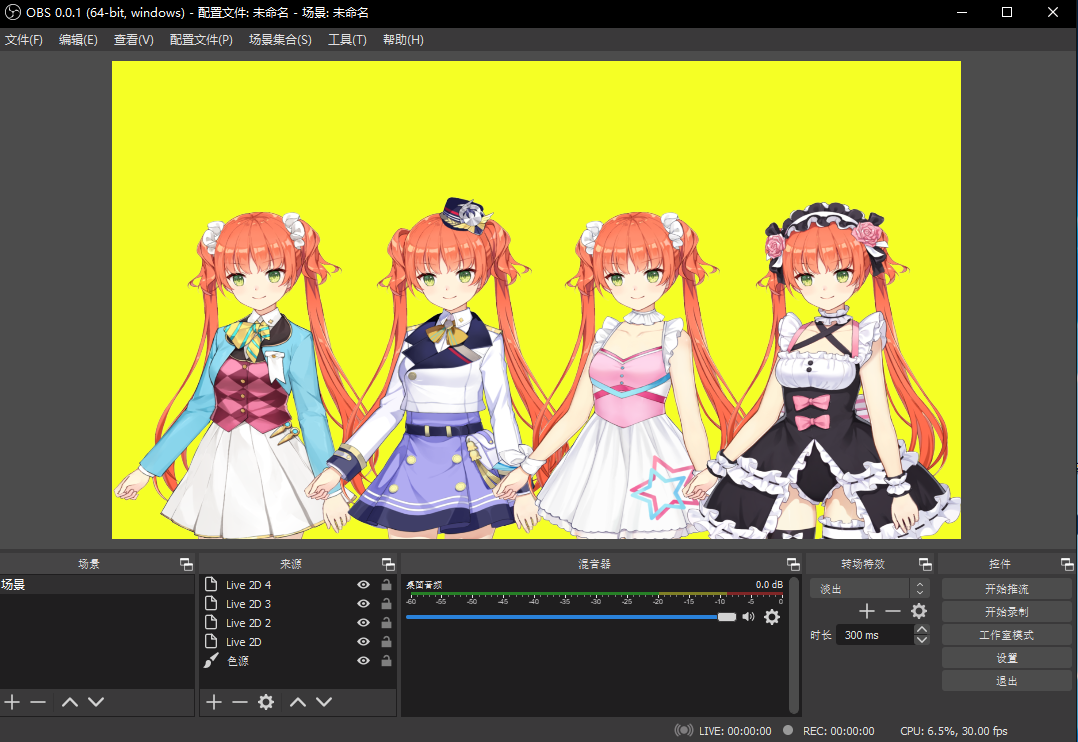 OBS 0.0.1 (64-bit, windows) - 配置文件: 未命名 - 场景: 未命名
文件(F) 编辑(E) 查看(V) 配置文件(P) 场景集合(S) 工具(T) 帮助(H)
场景 来源 混音器 转场特效 控件
场景
Live 2D 4
Live 2D 3
Live 2D 2
Live 2D
色源
桌面音频 0.0 dB
-60 -55 -50 -45 -40 -35 -30 -25 -20 -15 -10 -5 0
淡出
时长 300 ms
开始推流
开始录制
工作室模式
设置
退出
LIVE: 00:00:00 REC: 00:00:00 CPU: 6.5%, 30.00 fps